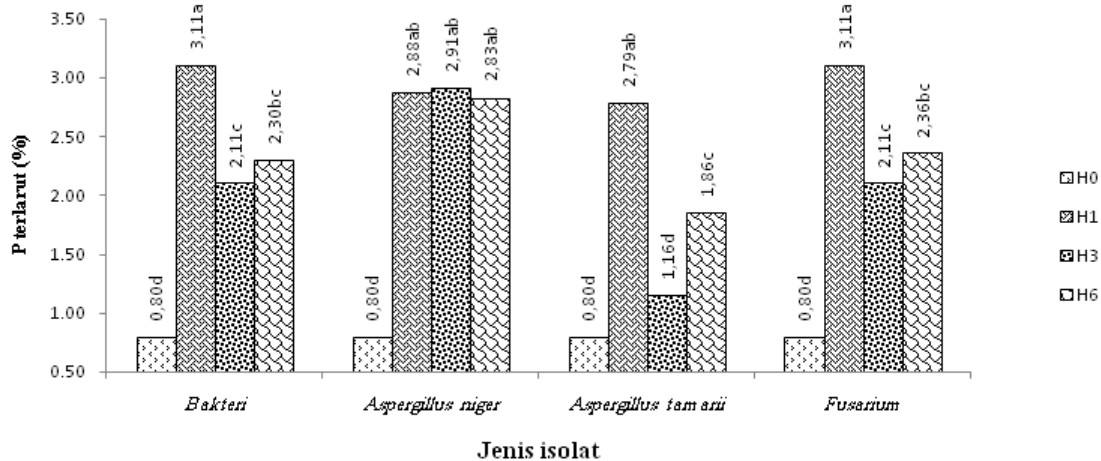 P terlarut (%)
3.50
3.00
2.50
2.00
1.50
1.00
0.50
0,80d
3,11a
2,11c
2,30bc
0,80d
2,88ab
2,91ab
2,83ab
0,80d
2,79ab
1,16d
1,86c
0,80d
3,11a
2,11c
2,36bc
Bakteri
Aspergillus niger
Aspergillus tamarii
Fusarium
Jenis isolat
H0
H1
H3
H6